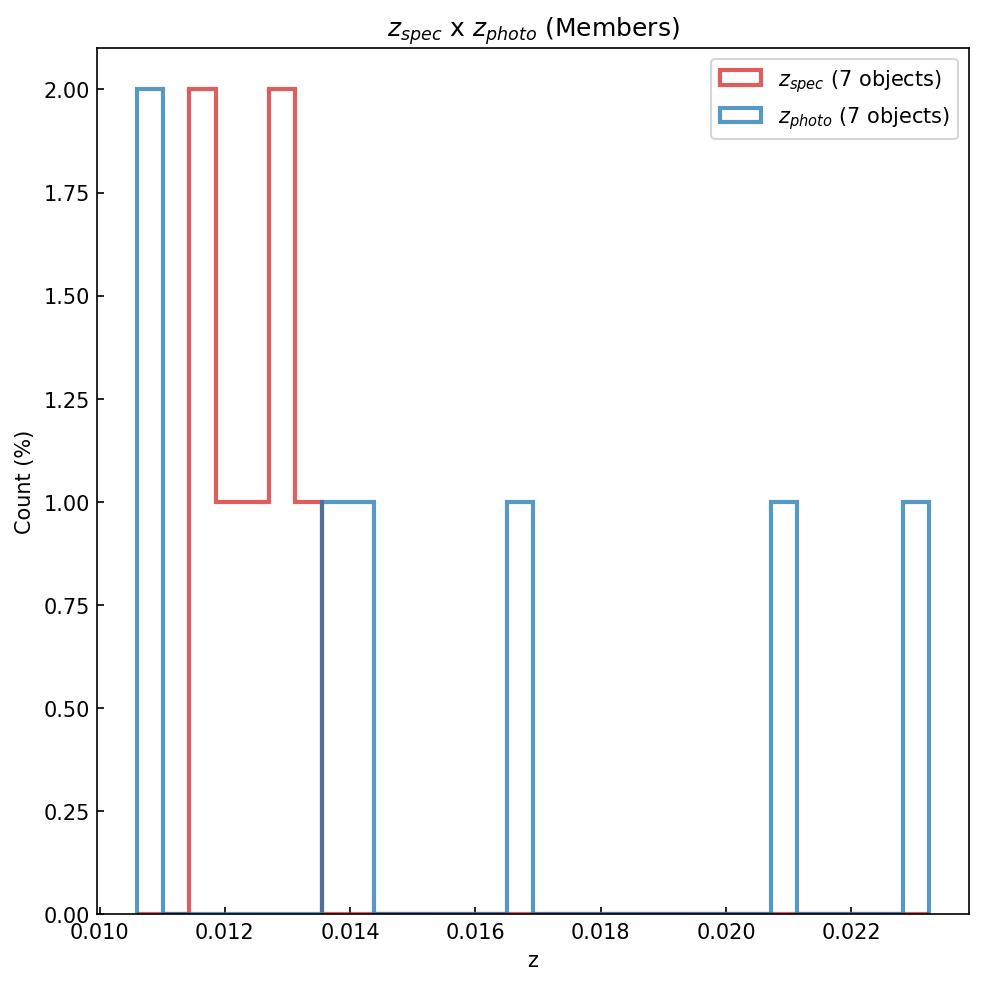 z_spec x z_photo (Members)
z_spec (7 objects)
z_photo (7 objects)
Count (%)
2.00
1.75
1.50
1.25
1.00
0.75
0.50
0.25
0.00
0.010 0.012 0.014 0.016 0.018 0.020 0.022
z